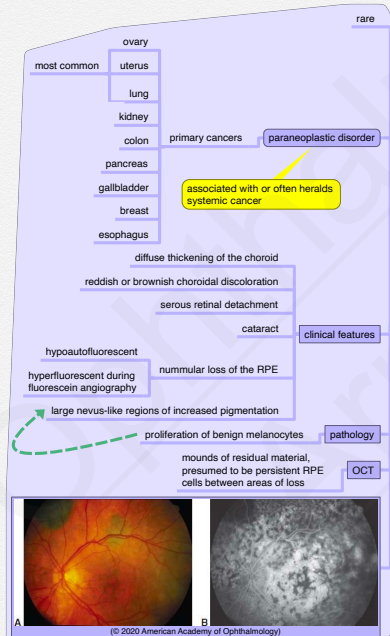 rare
ovary
most common
uterus
lung
kidney
primary cancers
paraneoplastic disorder
colon
pancreas
gallbladder
breast
esophagus
associated with or often heralds
systemic cancer
diffuse thickening of the choroid
reddish or brownish choroidal discoloration
serous retinal detachment
cataract
clinical features
hypoautofluorescent
nummular loss of the RPE
hyperfluorescent during
fluorescein angiography
large nevus-like regions of increased pigmentation
proliferation of benign melanocytes
pathology
mounds of residual material,
presumed to be persistent RPE
cells between areas of loss
OCT
A
B
(© 2020 American Academy of Ophthalmology)